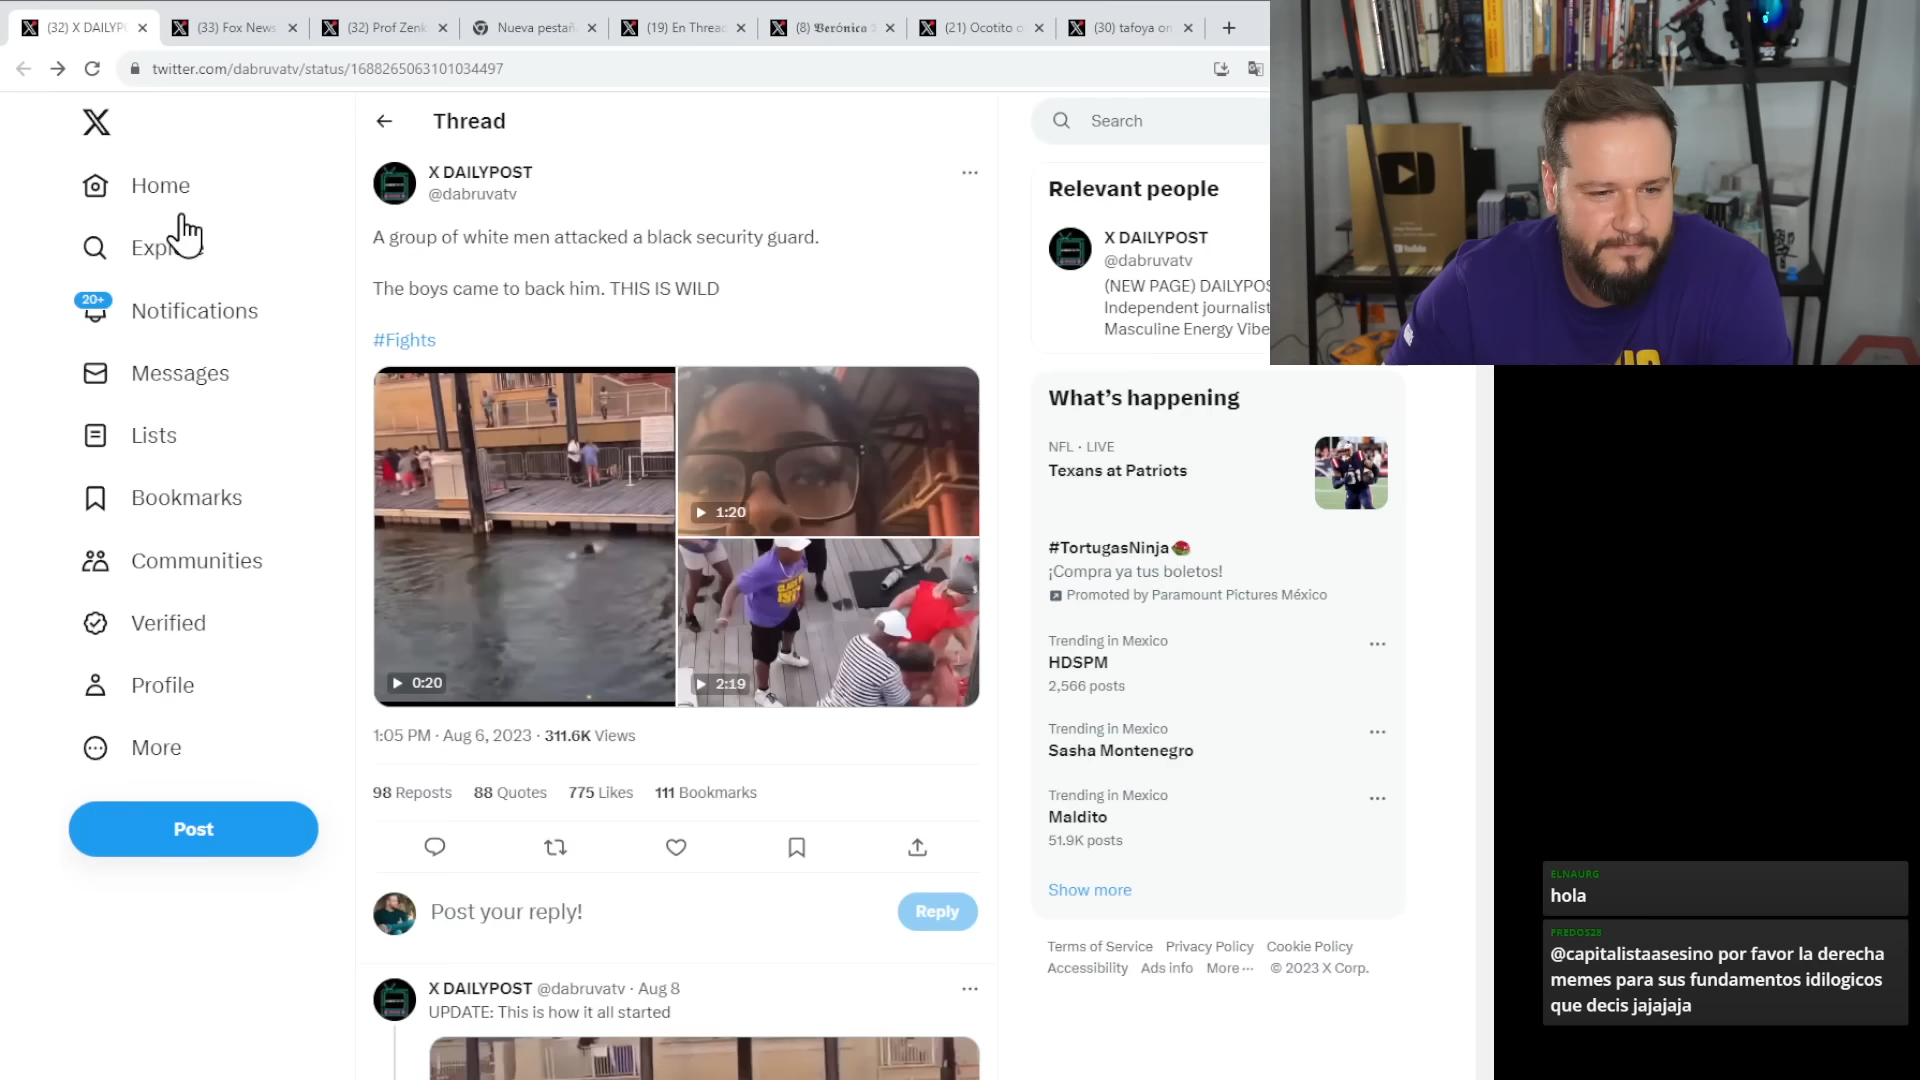 (32) X DAILYP
(33) Fox News
(32) Prof Zenk
Nueva pestañ
(19) En Threac
(8) 𝕭𝖊𝖗ó𝖓𝖎𝖈𝖆
(21) Ocotito o
(30) tafoya on
twitter.com/dabruvatv/status/1688265063101034497
Home
Expl
20+
Notifications
Messages
Lists
Bookmarks
Communities
Verified
Profile
More
Post
Thread
X DAILYPOST
@dabruvatv
A group of white men attacked a black security guard.
The boys came to back him. THIS IS WILD
#Fights
0:20
1:20
2:19
1:05 PM · Aug 6, 2023 · 311.6K Views
98 Reposts 88 Quotes 775 Likes 111 Bookmarks
Post your reply!
Reply
X DAILYPOST @dabruvatv · Aug 8
UPDATE: This is how it all started
Search
Relevant people
X DAILYPOST
@dabruvatv
(NEW PAGE) DAILYPOS
Independent journalist
Masculine Energy Vibe
What's happening
NFL · LIVE
Texans at Patriots
#TortugasNinja
¡Compra ya tus boletos!
Promoted by Paramount Pictures México
Trending in Mexico
HDSPM
2,566 posts
Trending in Mexico
Sasha Montenegro
Trending in Mexico
Maldito
51.9K posts
Show more
Terms of Service Privacy Policy Cookie Policy
Accessibility Ads info More ··· © 2023 X Corp.
YouTube
ELNAURG
hola
FREDOS28
@capitalistaasesino por favor la derecha
memes para sus fundamentos idilogicos
que decis jajajaja